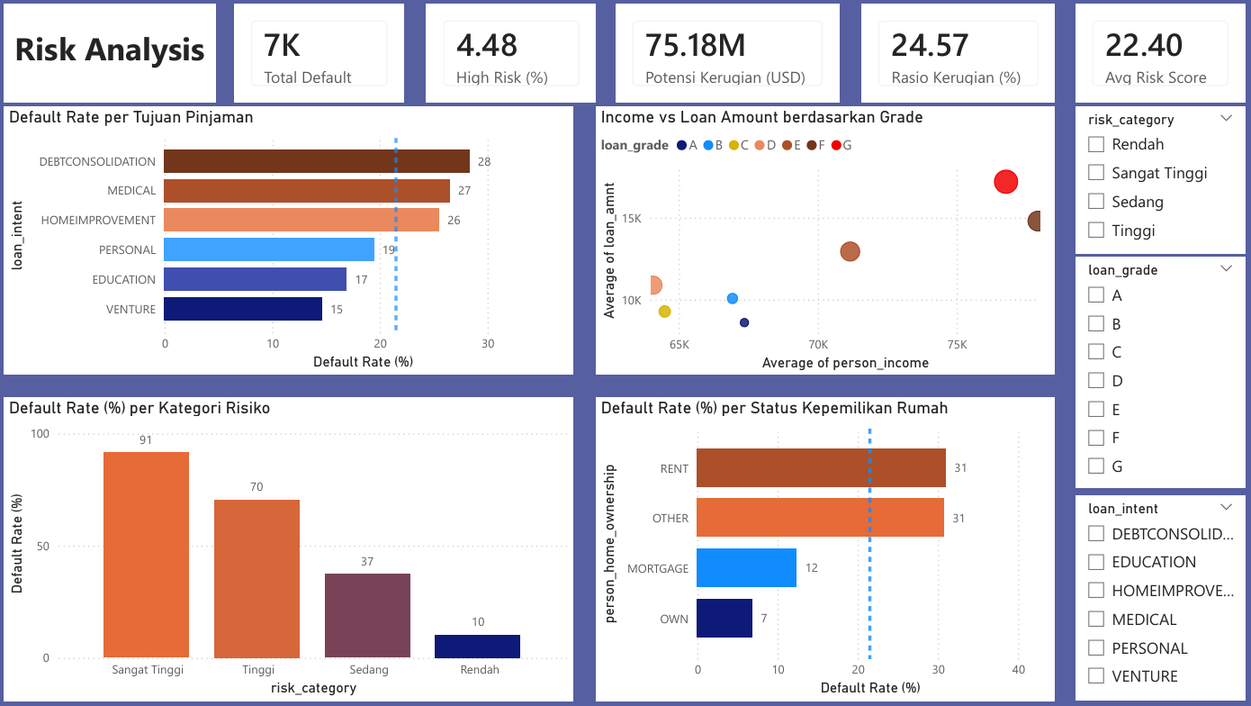 Risk Analysis
7K
Total Default
4.48
High Risk (%)
75.18M
Potensi Kerugian (USD)
24.57
Rasio Kerugian (%)
22.40
Avg Risk Score
Default Rate per Tujuan Pinjaman
loan_intent
DEBTCONSOLIDATION
28
MEDICAL
27
HOMEIMPROVEMENT
26
PERSONAL
19
EDUCATION
17
VENTURE
15
0
10
20
30
Default Rate (%)
Income vs Loan Amount berdasarkan Grade
loan_grade A B C D E F G
Average of loan_amnt
15K
10K
65K
70K
75K
Average of person_income
risk_category
Rendah
Sangat Tinggi
Sedang
Tinggi
loan_grade
A
B
C
D
E
F
G
Default Rate (%) per Kategori Risiko
Default Rate (%)
100
50
0
91
70
37
10
Sangat Tinggi
Tinggi
Sedang
Rendah
risk_category
Default Rate (%) per Status Kepemilikan Rumah
person_home_ownership
RENT
31
OTHER
31
MORTGAGE
12
OWN
7
0
10
20
30
40
Default Rate (%)
loan_intent
DEBTCONSOLID...
EDUCATION
HOMEIMPROVE...
MEDICAL
PERSONAL
VENTURE